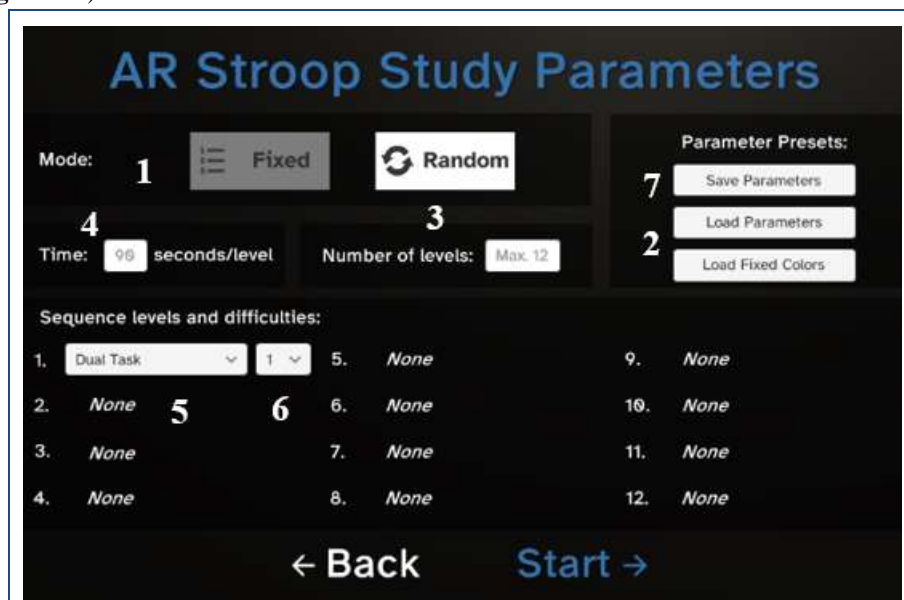 AR Stroop Study Parameters
Mode:
1
Fixed
Random
Parameter Presets:
7
Save Parameters
Load Parameters
2
Load Fixed Colors
4
Time: 90 seconds/level
3
Number of levels: Max. 12
Sequence levels and difficulties:
1. Dual Task 1
5. None
9. None
2. None
5
6
6. None
10. None
3. None
7. None
11. None
4. None
8. None
12. None
← Back
Start →